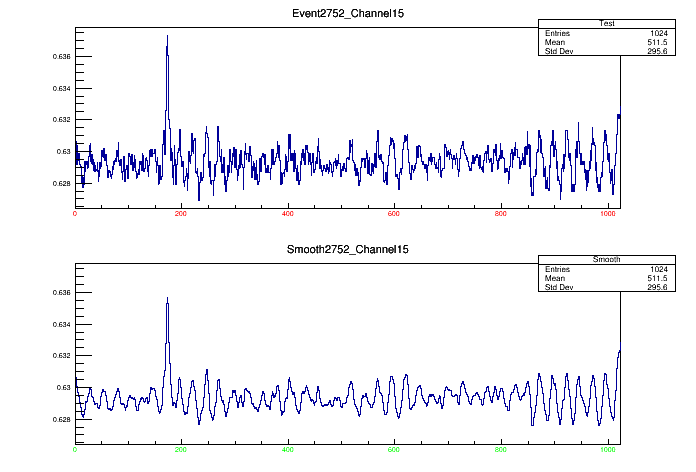 Event2752_Channel15
Test
Entries 1024
Mean 511.5
Std Dev 295.6
0.636
0.634
0.632
0.63
0.628
0 200 400 600 800 1000
Smooth2752_Channel15
Smooth
Entries 1024
Mean 511.5
Std Dev 295.6
0.636
0.634
0.632
0.63
0.628
0 200 400 600 800 1000